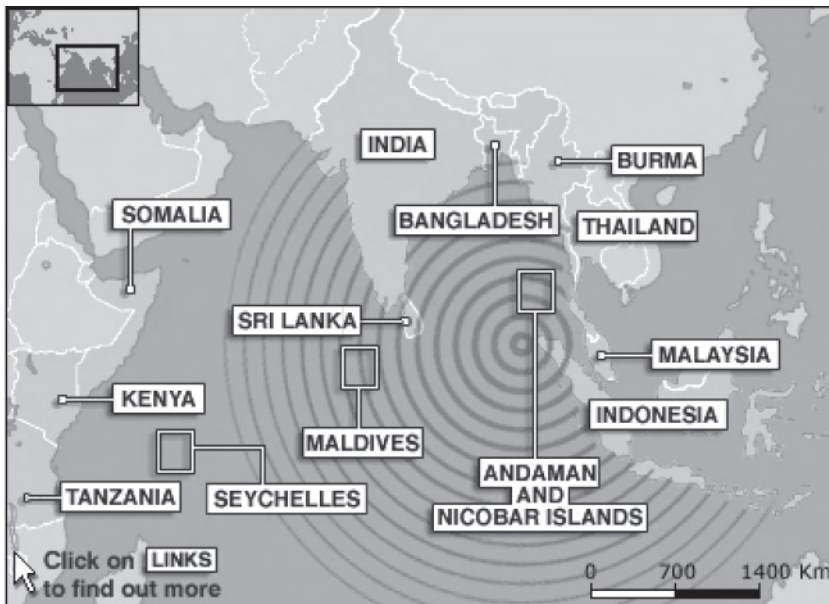 INDIA
BURMA
SOMALIA
BANGLADESH
THAILAND
SRI LANKA
MALAYSIA
KENYA
INDONESIA
MALDIVES
ANDAMAN
AND
NICOBAR ISLANDS
TANZANIA
SEYCHELLES
Click on LINKS
to find out more
0 700 1400 Km